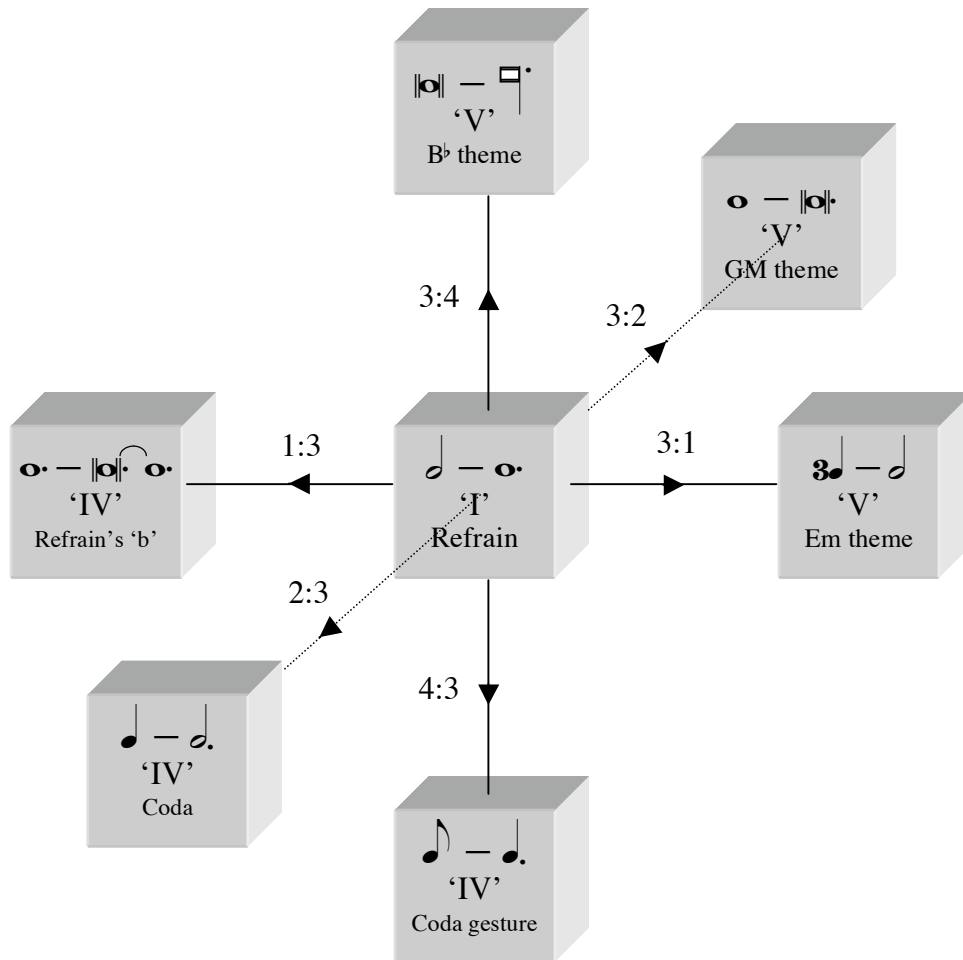 ‘V’
B♭ theme
‘V’
GM theme
3:4
3:2
1:3
3:1
‘IV’
Refrain’s ‘b’
‘I’
Refrain
3
‘V’
Em theme
2:3
4:3
‘IV’
Coda
‘IV’
Coda gesture